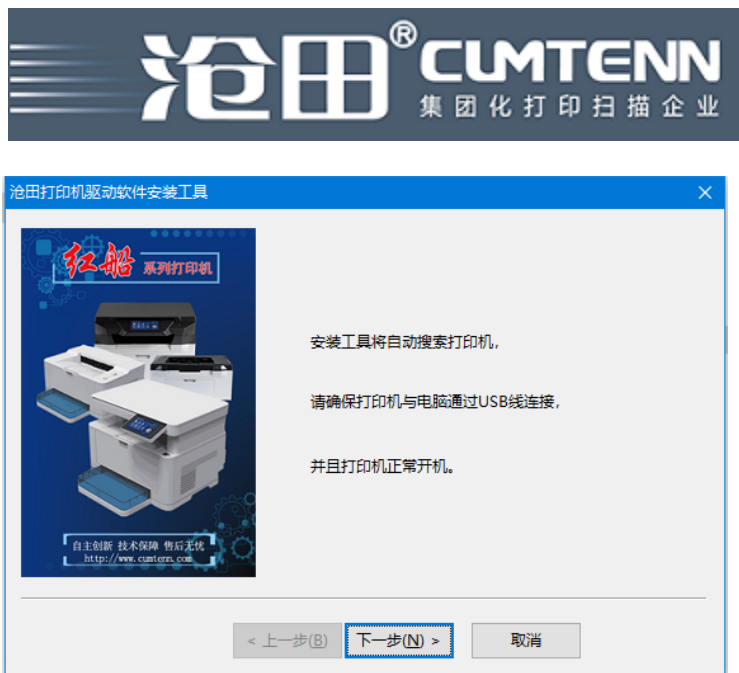 沧田®CUMTENN
集团化打印扫描企业
沧田打印机驱动软件安装工具
红船 系列打印机
安装工具将自动搜索打印机，
请确保打印机与电脑通过USB线连接，
并且打印机正常开机。
自主创新 技术保障 售后无忧
http://www.cumtenn.com
< 上一步(B)
下一步(N) >
取消